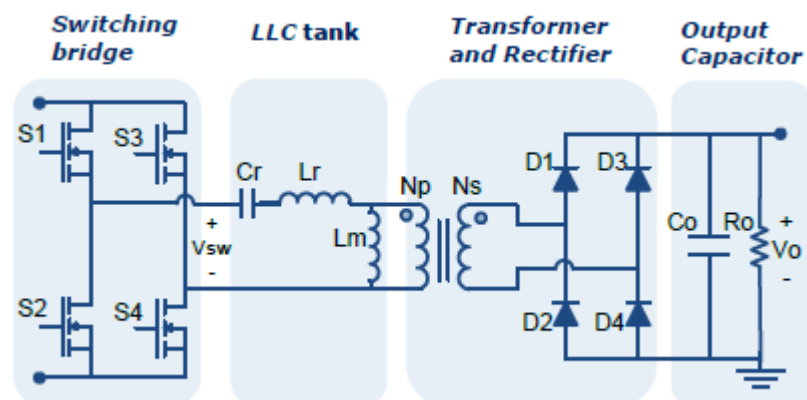 Switching
bridge
LLC tank
Transformer
and Rectifier
Output
Capacitor
S1
S3
Cr
Lr
Np
Ns
D1
D3
+
Vsw
-
Lm
Co
Ro
+
Vo
-
S2
S4
D2
D4